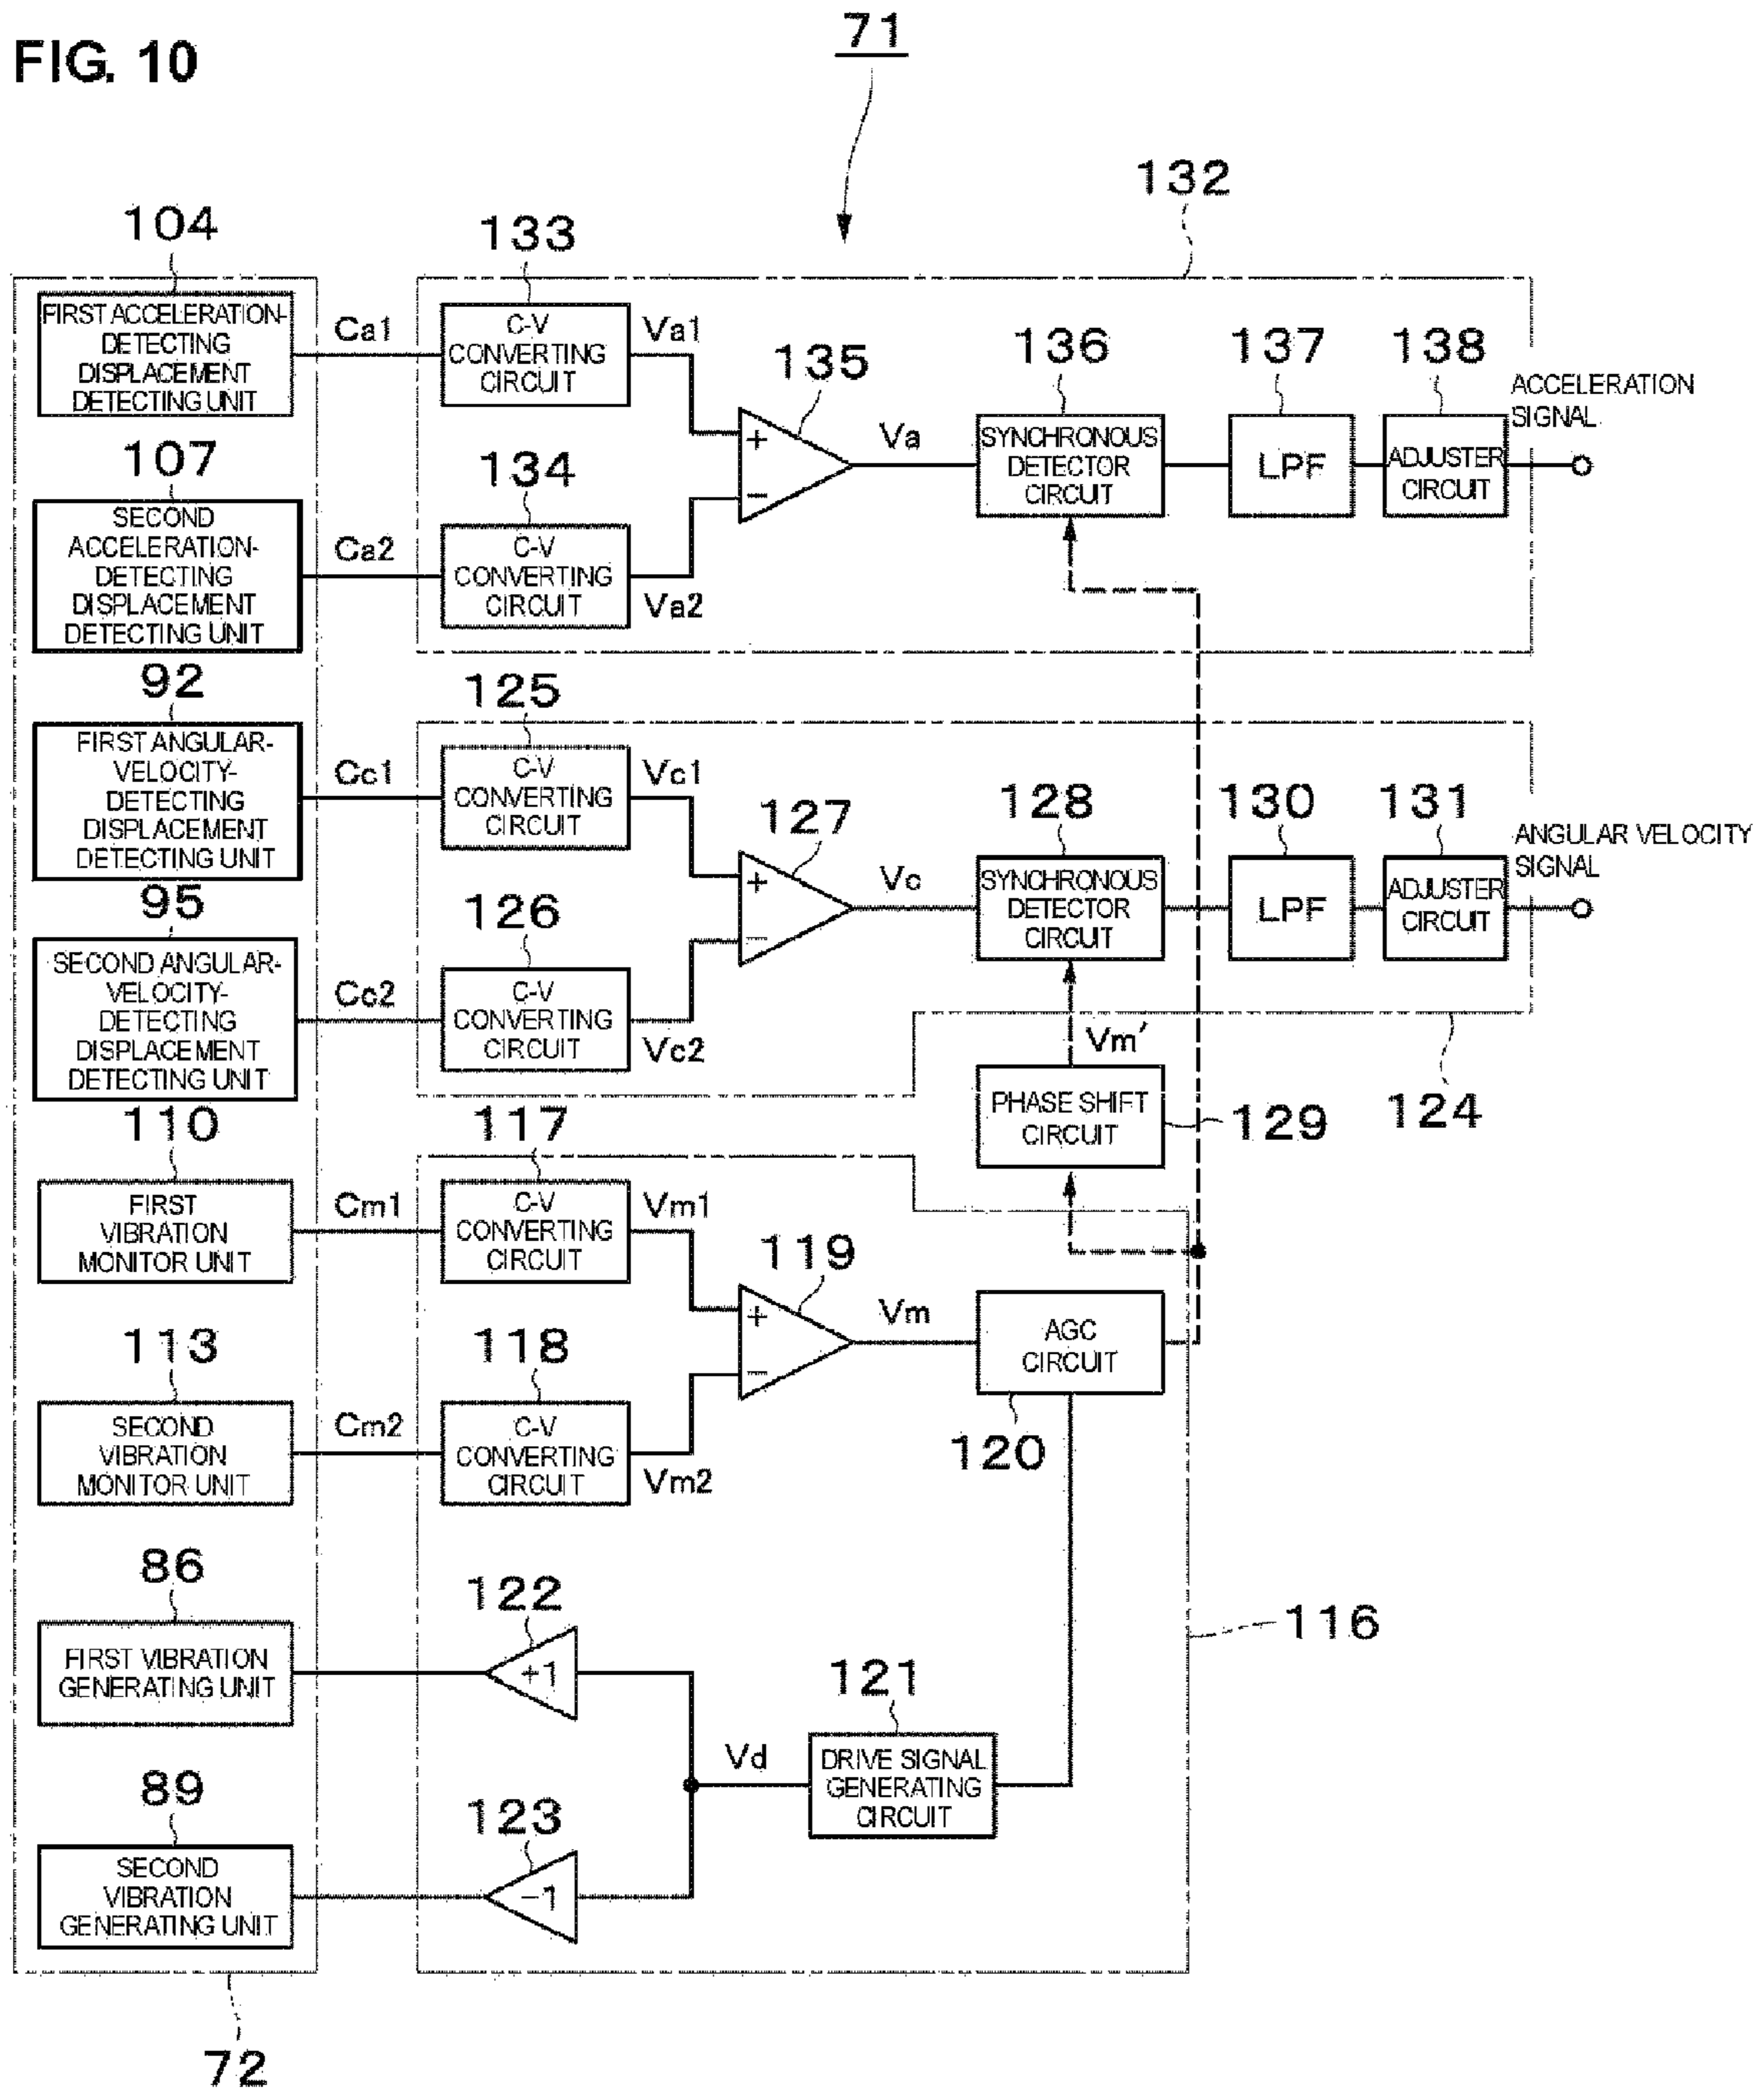 FIG. 10
71
132
104
133
FIRST ACCELERATION-
DETECTING
DISPLACEMENT
DETECTING UNIT
Ca1
C-V
CONVERTING
CIRCUIT
Va1
135
136
137
138
ACCELERATION
SIGNAL
107
134
+
−
Va
SYNCHRONOUS
DETECTOR
CIRCUIT
LPF
ADJUSTER
CIRCUIT
SECOND
ACCELERATION-
DETECTING
DISPLACEMENT
DETECTING UNIT
Ca2
C-V
CONVERTING
CIRCUIT
Va2
92
125
FIRST ANGULAR-
VELOCITY-
DETECTING
DISPLACEMENT
DETECTING UNIT
Cc1
C-V
CONVERTING
CIRCUIT
Vc1
127
128
130
131
ANGULAR VELOCITY
SIGNAL
95
126
+
−
Vc
SYNCHRONOUS
DETECTOR
CIRCUIT
LPF
ADJUSTER
CIRCUIT
SECOND ANGULAR-
VELOCITY-
DETECTING
DISPLACEMENT
DETECTING UNIT
Cc2
C-V
CONVERTING
CIRCUIT
Vc2
Vm′
124
110
117
PHASE SHIFT
CIRCUIT
129
FIRST
VIBRATION
MONITOR UNIT
Cm1
C-V
CONVERTING
CIRCUIT
Vm1
119
113
118
+
−
Vm
AGC
CIRCUIT
120
SECOND
VIBRATION
MONITOR UNIT
Cm2
C-V
CONVERTING
CIRCUIT
Vm2
86
122
116
FIRST VIBRATION
GENERATING UNIT
+1
121
Vd
DRIVE SIGNAL
GENERATING
CIRCUIT
89
123
SECOND
VIBRATION
GENERATING UNIT
−1
72